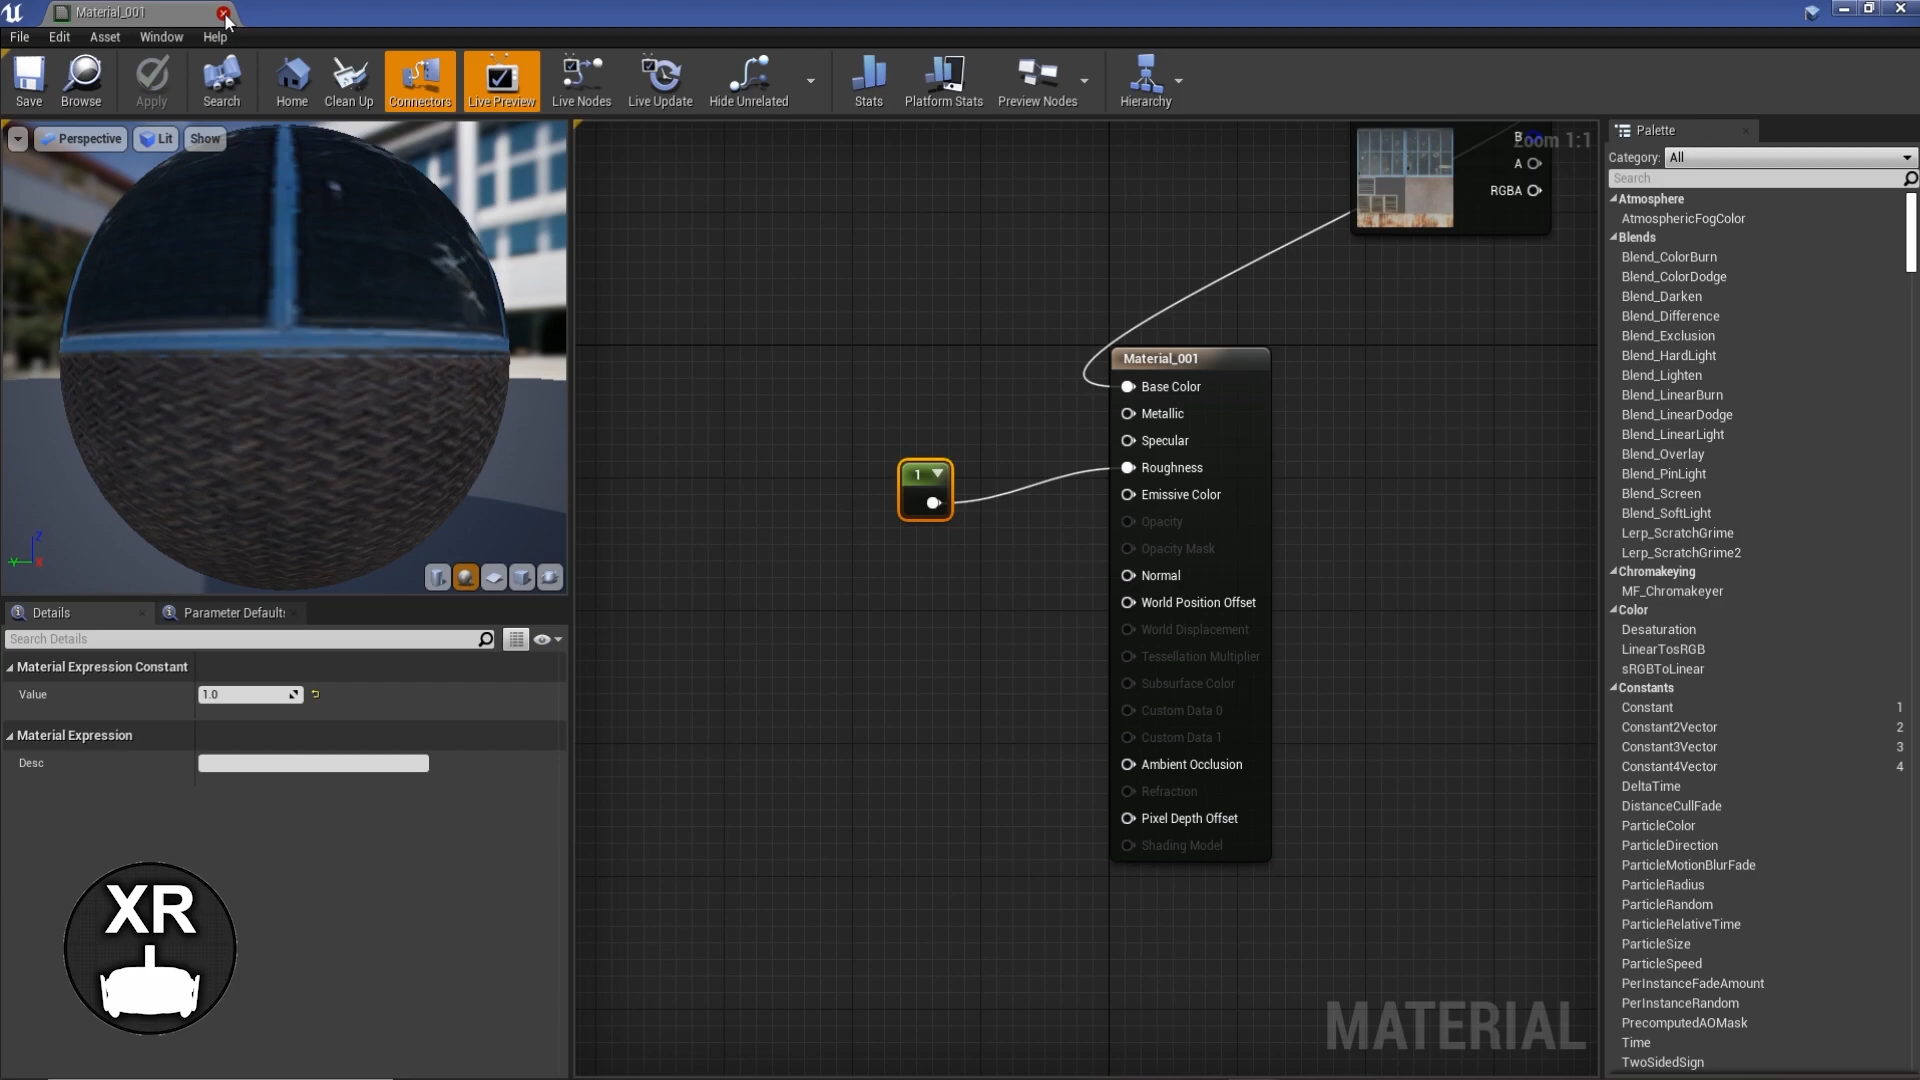 Material_001
File Edit Asset Window Help
Save Browse Apply Search Home Clean Up Connectors Live Preview Live Nodes Live Update Hide Unrelated Stats Platform Stats Preview Nodes Hierarchy
Perspective Lit Show
Zoom 1:1
B
A
RGBA
Material_001
Base Color
Metallic
Specular
Roughness
Emissive Color
Opacity
Opacity Mask
Normal
World Position Offset
World Displacement
Tessellation Multiplier
Subsurface Color
Custom Data 0
Custom Data 1
Ambient Occlusion
Refraction
Pixel Depth Offset
Shading Model
1
MATERIAL
Z
Y
X
Details Parameter Default
Search Details
Material Expression Constant
Value 1.0
Material Expression
Desc
XR
Palette
Category: All
Search
Atmosphere
AtmosphericFogColor
Blends
Blend_ColorBurn
Blend_ColorDodge
Blend_Darken
Blend_Difference
Blend_Exclusion
Blend_HardLight
Blend_Lighten
Blend_LinearBurn
Blend_LinearDodge
Blend_LinearLight
Blend_Overlay
Blend_PinLight
Blend_Screen
Blend_SoftLight
Lerp_ScratchGrime
Lerp_ScratchGrime2
Chromakeying
MF_Chromakeyer
Color
Desaturation
LinearTosRGB
sRGBToLinear
Constants
Constant 1
Constant2Vector 2
Constant3Vector 3
Constant4Vector 4
DeltaTime
DistanceCullFade
ParticleColor
ParticleDirection
ParticleMotionBlurFade
ParticleRadius
ParticleRandom
ParticleRelativeTime
ParticleSize
ParticleSpeed
PerInstanceFadeAmount
PerInstanceRandom
PrecomputedAOMask
Time
TwoSidedSign